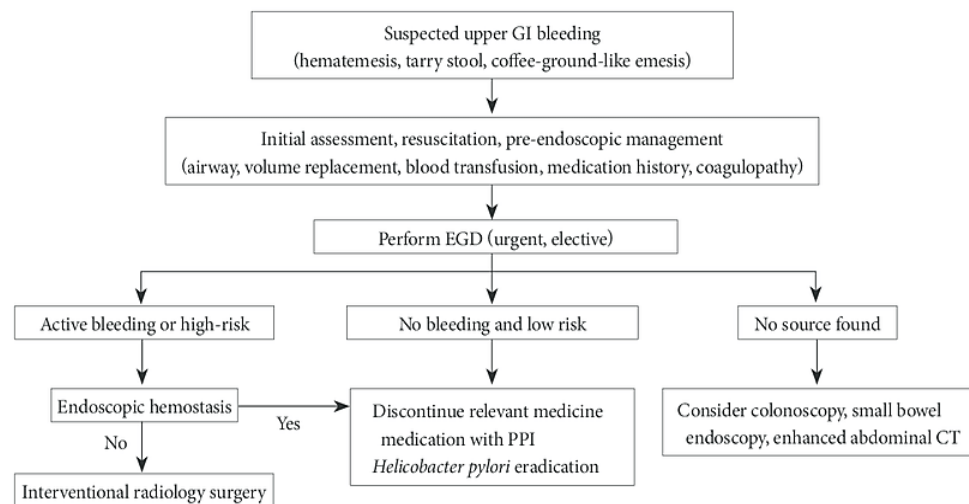 Suspected upper GI bleeding
(hematemesis, tarry stool, coffee-ground-like emesis)
Initial assessment, resuscitation, pre-endoscopic management
(airway, volume replacement, blood transfusion, medication history, coagulopathy)
Perform EGD (urgent, elective)
Active bleeding or high-risk
No bleeding and low risk
No source found
Endoscopic hemostasis
Yes
No
Discontinue relevant medicine
medication with PPI
Helicobacter pylori eradication
Consider colonoscopy, small bowel
endoscopy, enhanced abdominal CT
Interventional radiology surgery